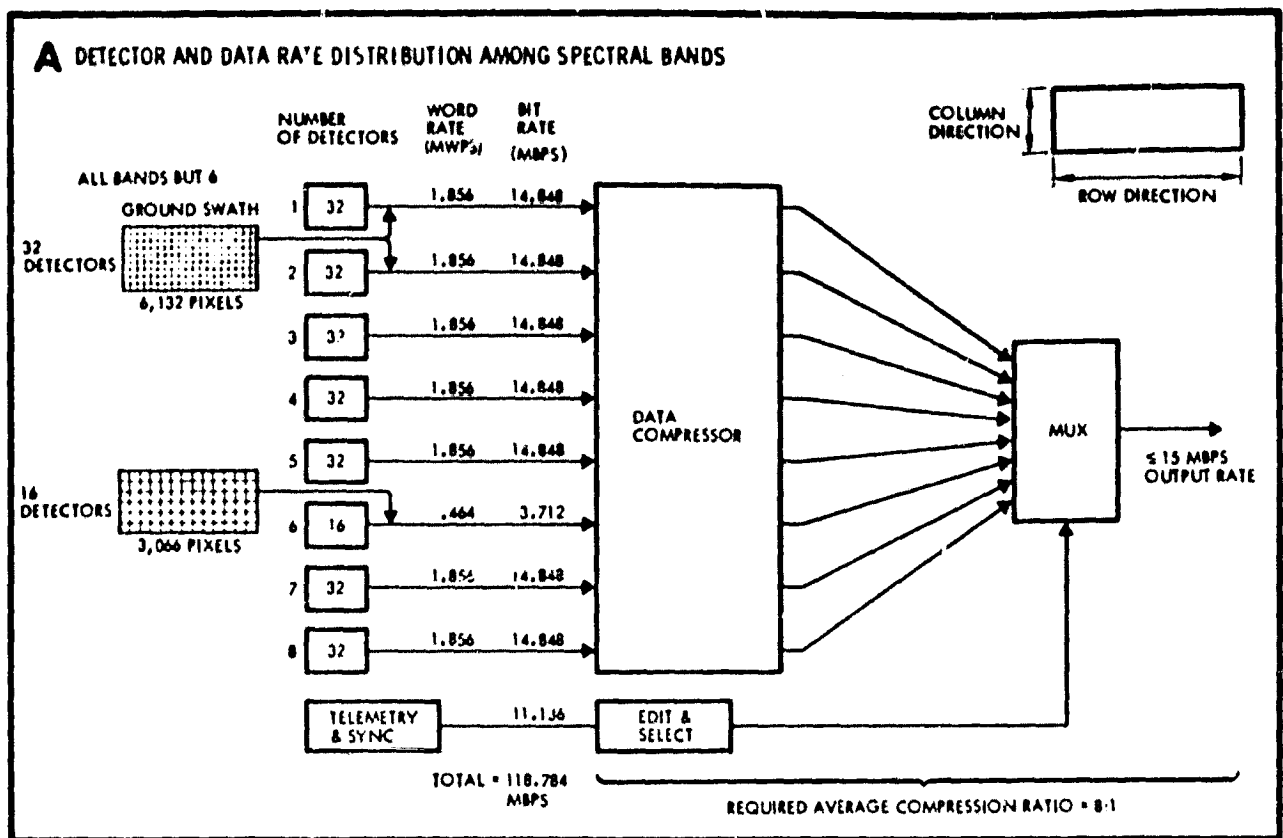 A DETECTOR AND DATA RATE DISTRIBUTION AMONG SPECTRAL BANDS
NUMBER OF DETECTORS
WORD RATE (MWPS)
BIT RATE (MBPS)
COLUMN DIRECTION
ROW DIRECTION
ALL BANDS BUT 6
GROUND SWATH
32 DETECTORS
6,132 PIXELS
1 32 1.856 14.848
2 32 1.856 14.848
3 32 1.856 14.848
4 32 1.856 14.848
5 32 1.856 14.848
16 DETECTORS
3,066 PIXELS
6 16 .464 3.712
7 32 1.856 14.848
8 32 1.856 14.848
DATA COMPRESSOR
MUX
≤ 15 MBPS OUTPUT RATE
TELEMETRY & SYNC
11.136
EDIT & SELECT
TOTAL = 118.784 MBPS
REQUIRED AVERAGE COMPRESSION RATIO = 8:1